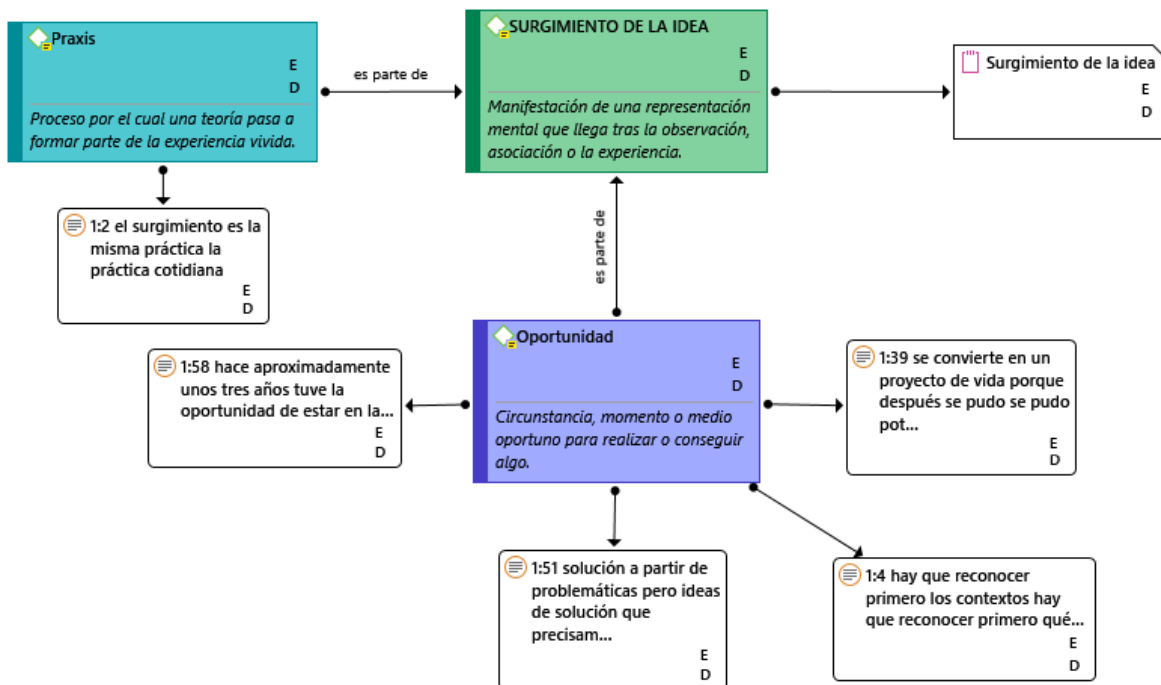 Praxis
E
D
Proceso por el cual una teoría pasa a
formar parte de la experiencia vivida.
es parte de
SURGIMIENTO DE LA IDEA
E
D
Manifestación de una representación
mental que llega tras la observación,
asociación o la experiencia.
Surgimiento de la idea
E
D
1:2 el surgimiento es la
misma práctica la
práctica cotidiana
E
D
es parte de
Oportunidad
E
D
Circunstancia, momento o medio
oportuno para realizar o conseguir
algo.
1:58 hace aproximadamente
unos tres años tuve la
oportunidad de estar en la...
E
D
1:39 se convierte en un
proyecto de vida porque
después se pudo se pudo
pot...
E
D
1:51 solución a partir de
problemáticas pero ideas
de solución que
precisam...
E
D
1:4 hay que reconocer
primero los contextos hay
que reconocer primero qué...
E
D